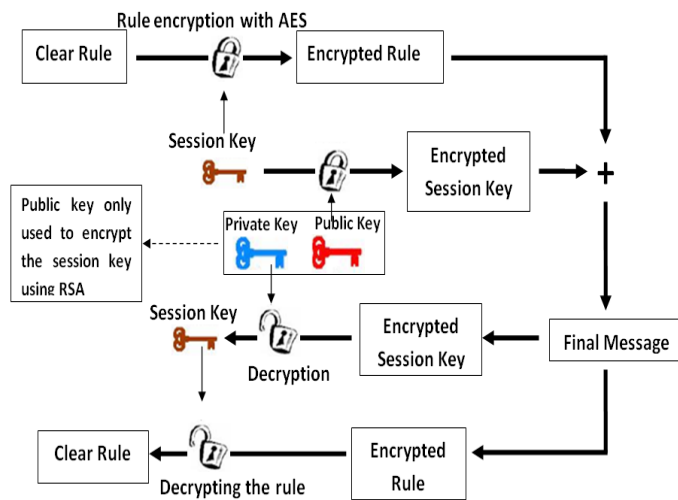 Rule encryption with AES
Clear Rule
Encrypted Rule
Session Key
Encrypted
Session Key
+
Public key only
used to encrypt
the session key
using RSA
Private Key
Public Key
Session Key
Decryption
Encrypted
Session Key
Final Message
Clear Rule
Decrypting the rule
Encrypted
Rule